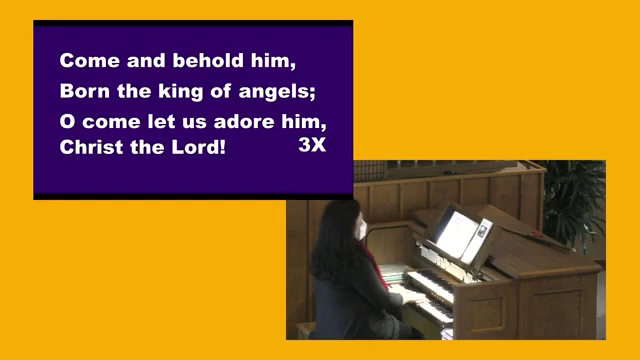 Come and behold him,
Born the king of angels;
O come let us adore him,
Christ the Lord! 3X